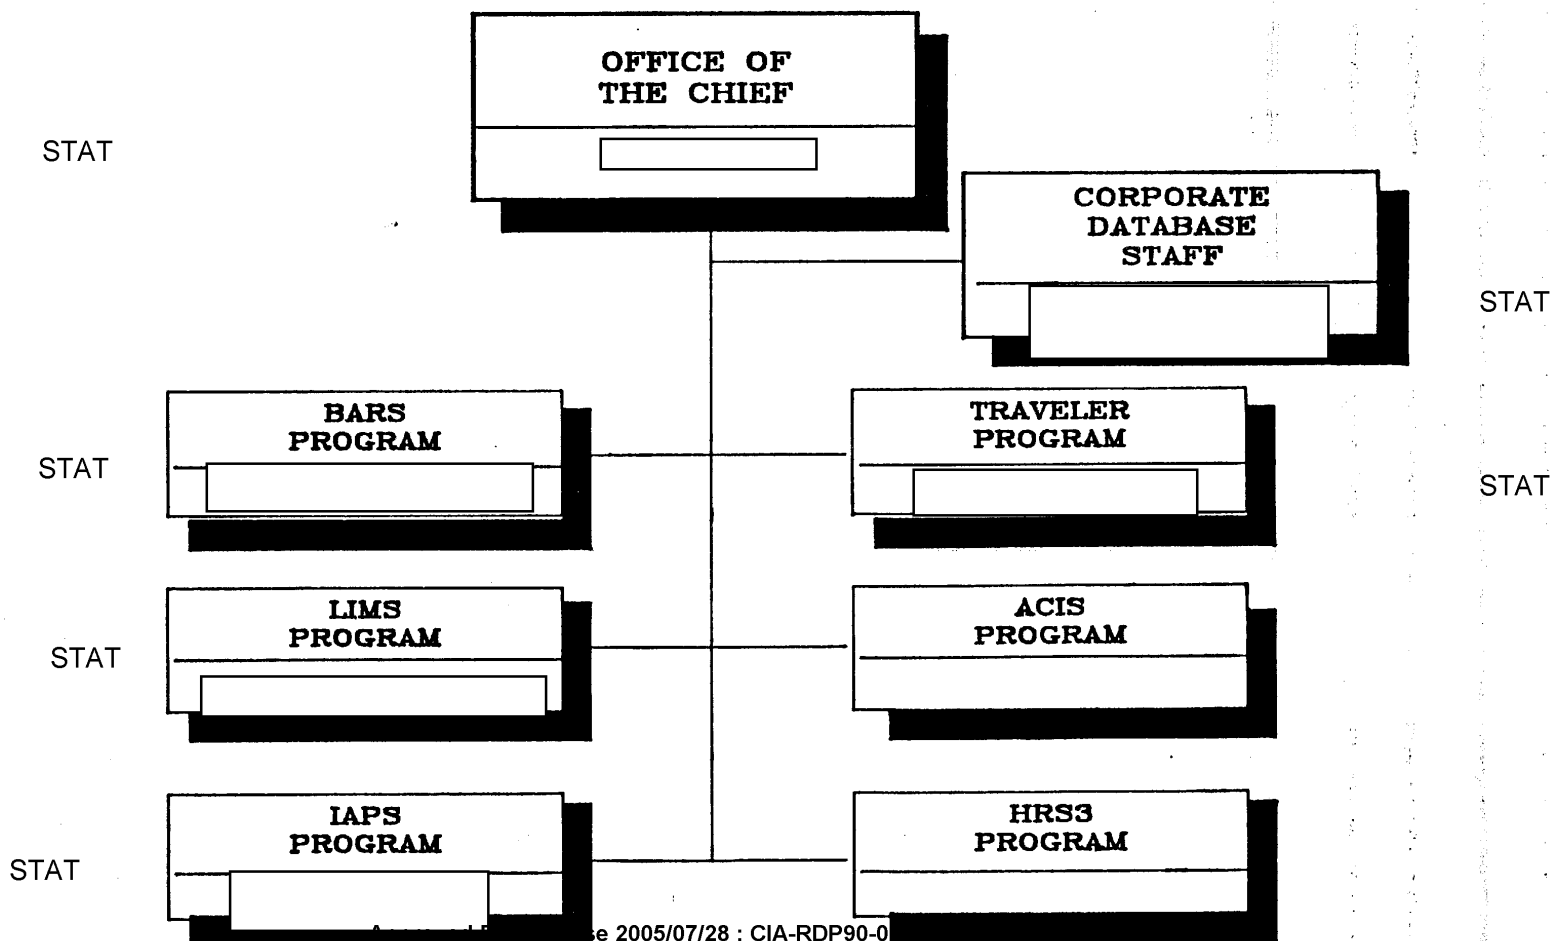 OFFICE OF
THE CHIEF
STAT
CORPORATE
DATABASE
STAFF
STAT
BARS
PROGRAM
TRAVELER
PROGRAM
STAT
STAT
LIMS
PROGRAM
ACIS
PROGRAM
STAT
IAPS
PROGRAM
HRS3
PROGRAM
STAT
2005/07/28 : CIA-RDP90-0